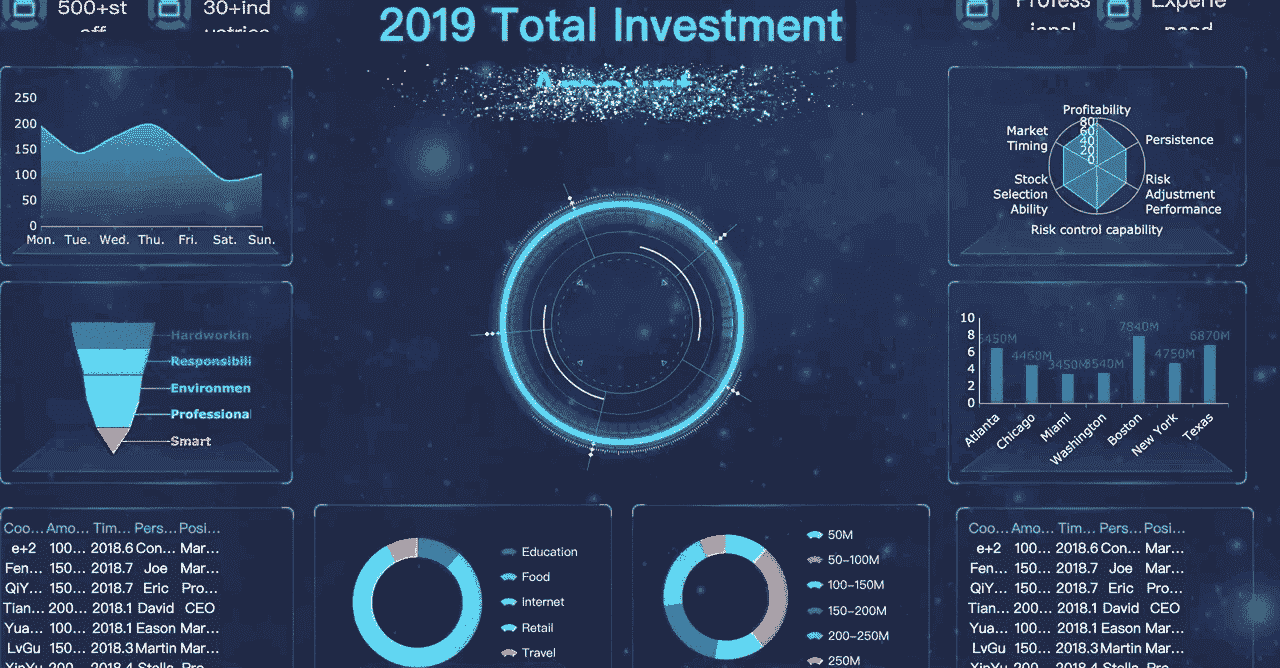 500+st
aff
30+ind
ustries
2019 Total Investment
Amount
Profess
ional
Experie
nced
250
200
150
100
50
0
Mon. Tue. Wed. Thu. Fri. Sat. Sun.
Profitability
80
60
40
20
0
Market
Timing
Persistence
Stock
Selection
Ability
Risk
Adjustment
Performance
Risk control capability
Hardworkin
Responsibili
Environmen
Professiona
Smart
10
8
6
4
2
0
6450M
4460M
3450M
3540M
7840M
4750M
6870M
Atlanta
Chicago
Miami
Washington
Boston
New York
Texas
Coo... Amo... Tim... Pers... Posi...
e+2 100... 2018.6 Con... Mar...
Fen... 150... 2018.7 Joe Mar...
QiY... 150... 2018.7 Eric Pro...
Tian... 200... 2018.1 David CEO
Yua... 100... 2018.1 Eason Mar...
LvGu 150... 2018.3 Martin Mar...
XinYu 200... 2018.4 Stella Pro...
Education
Food
Internet
Retail
Travel
50M
50-100M
100-150M
150-200M
200-250M
250M
Coo... Amo... Tim... Pers... Posi...
e+2 100... 2018.6 Con... Mar...
Fen... 150... 2018.7 Joe Mar...
QiY... 150... 2018.7 Eric Pro...
Tian... 200... 2018.1 David CEO
Yua... 100... 2018.1 Eason Mar...
LvGu 150... 2018.3 Martin Mar...
XinYu 200... 2018.4 Stella Pro...